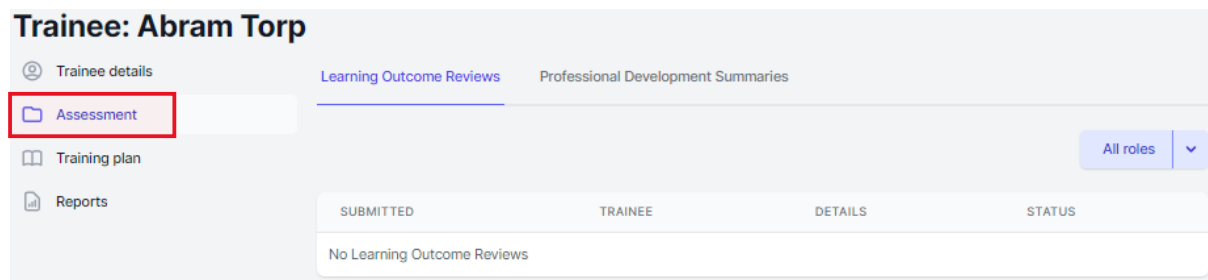 Trainee: Abram Torp
Trainee details
Assessment
Training plan
Reports
Learning Outcome Reviews Professional Development Summaries
All roles
SUBMITTED TRAINEE DETAILS STATUS
No Learning Outcome Reviews